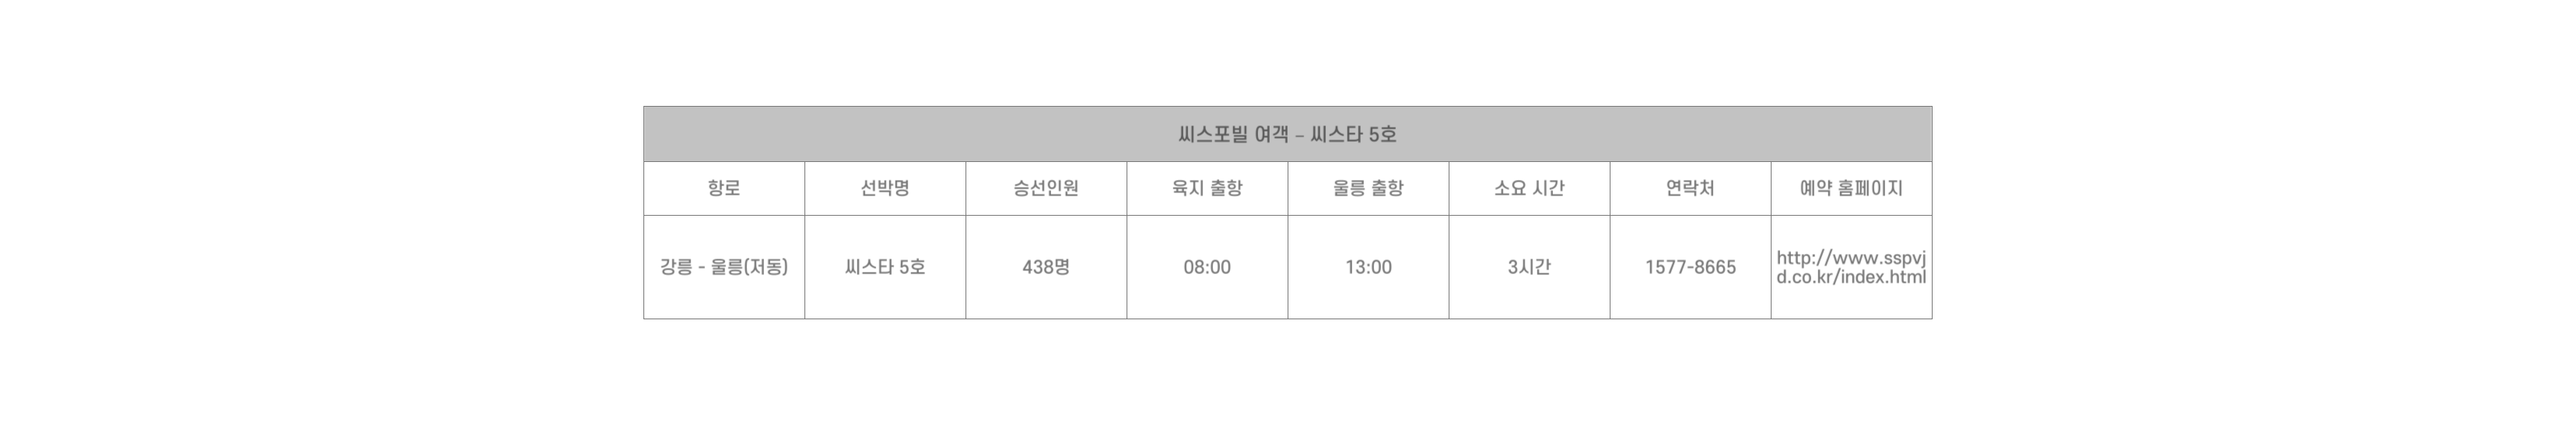 씨스포빌 여객 – 씨스타 5호
항로 선박명 승선인원 육지 출항 울릉 출항 소요 시간 연락처 예약 홈페이지
강릉 - 울릉(저동) 씨스타 5호 438명 08:00 13:00 3시간 1577-8665 http://www.sspvj
d.co.kr/index.html